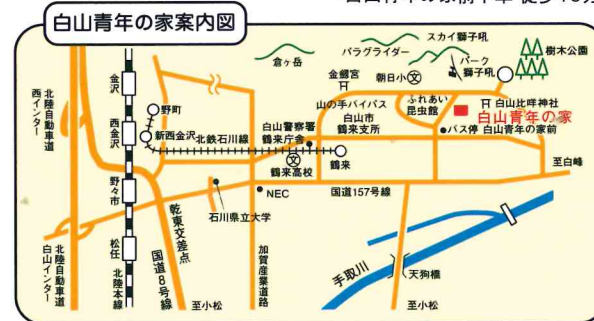 白山青年の家案内図
北陸自動車道
西インター
金沢
西金沢
野々市
松任
北陸本線
北陸自動車道
白山インター
野町
新西金沢
北鉄石川線
乾東交差点
国道8号線
至小松
石川県立大学
NEC
加賀産業道路
倉ヶ岳
パラグライダー
スカイ獅子吼
パーク
獅子吼
樹木公園
金劔宮
朝日小
文
山の手バイパス
白山市
鶴来支所
ふれあい
昆虫館
白山比咩神社
白山青年の家
バス停 白山青年の家前
白山警察署
鶴来庁舎
文
鶴来高校
鶴来
至白峰
国道157号線
手取川
天狗橋
至小松